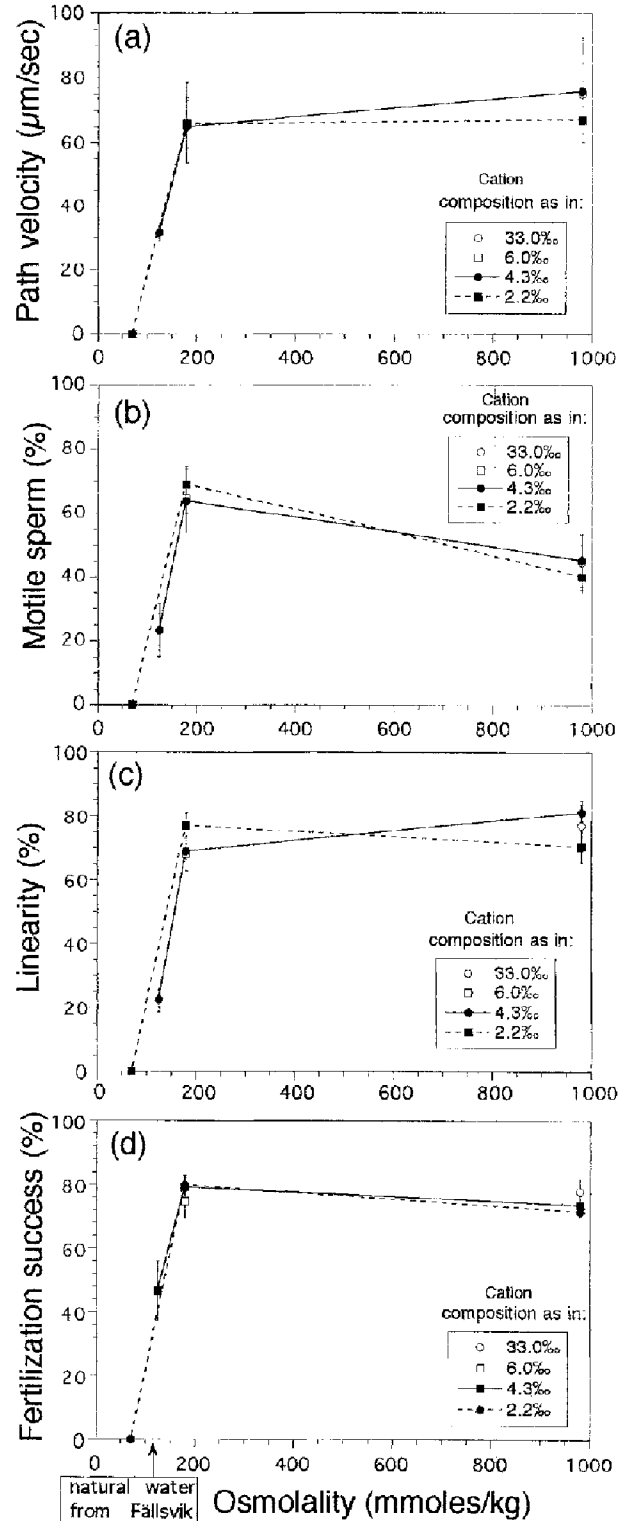 (a)
Path velocity (µm/sec)
100
80
60
40
20
0
Cation
composition as in:
33.0‰
6.0‰
4.3‰
2.2‰
0 200 400 600 800 1000
(b)
Motile sperm (%)
100
80
60
40
20
0
Cation
composition as in:
33.0‰
6.0‰
4.3‰
2.2‰
0 200 400 600 800 1000
(c)
Linearity (%)
100
80
60
40
20
0
Cation
composition as in:
33.0‰
6.0‰
4.3‰
2.2‰
0 200 400 600 800 1000
(d)
Fertilization success (%)
100
80
60
40
20
0
Cation
composition as in:
33.0‰
6.0‰
4.3‰
2.2‰
0 200 400 600 800 1000
natural water
from Fällsvik
Osmolality (mmoles/kg)